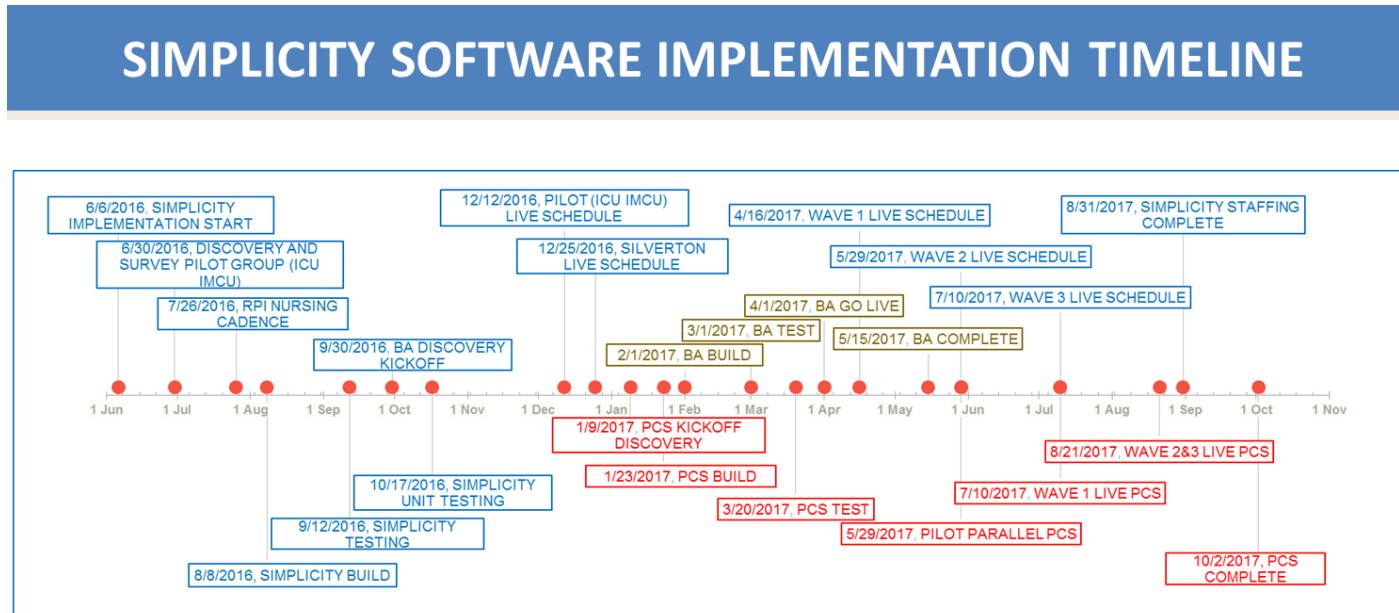 SIMPLICITY SOFTWARE IMPLEMENTATION TIMELINE
6/6/2016, SIMPLICITY
IMPLEMENTATION START
6/30/2016, DISCOVERY AND
SURVEY PILOT GROUP (ICU
IMCU)
7/26/2016, RPI NURSING
CADENCE
9/30/2016, BA DISCOVERY
KICKOFF
12/12/2016, PILOT (ICU IMCU)
LIVE SCHEDULE
12/25/2016, SILVERTON
LIVE SCHEDULE
2/1/2017, BA BUILD
3/1/2017, BA TEST
4/1/2017, BA GO LIVE
4/16/2017, WAVE 1 LIVE SCHEDULE
5/15/2017, BA COMPLETE
5/29/2017, WAVE 2 LIVE SCHEDULE
7/10/2017, WAVE 3 LIVE SCHEDULE
8/31/2017, SIMPLICITY STAFFING
COMPLETE
1 Jun 1 Jul 1 Aug 1 Sep 1 Oct 1 Nov 1 Dec 1 Jan 1 Feb 1 Mar 1 Apr 1 May 1 Jun 1 Jul 1 Aug 1 Sep 1 Oct 1 Nov
8/8/2016, SIMPLICITY BUILD
9/12/2016, SIMPLICITY
TESTING
10/17/2016, SIMPLICITY
UNIT TESTING
1/9/2017, PCS KICKOFF
DISCOVERY
1/23/2017, PCS BUILD
3/20/2017, PCS TEST
5/29/2017, PILOT PARALLEL PCS
7/10/2017, WAVE 1 LIVE PCS
8/21/2017, WAVE 2&3 LIVE PCS
10/2/2017, PCS
COMPLETE